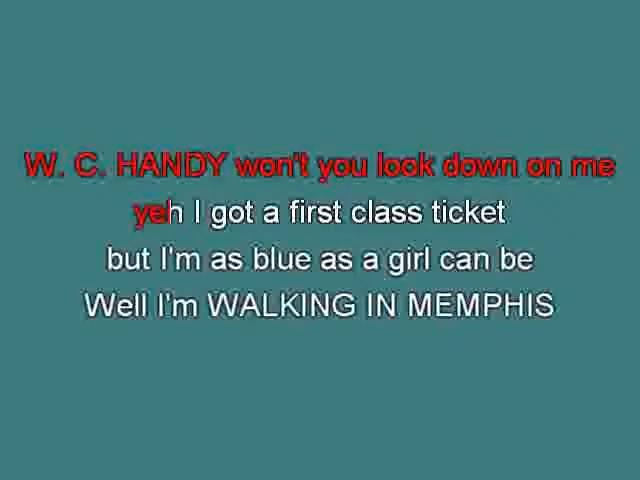 W. C. HANDY won't you look down on me
yeh I got a first class ticket
but I'm as blue as a girl can be
Well I'm WALKING IN MEMPHIS